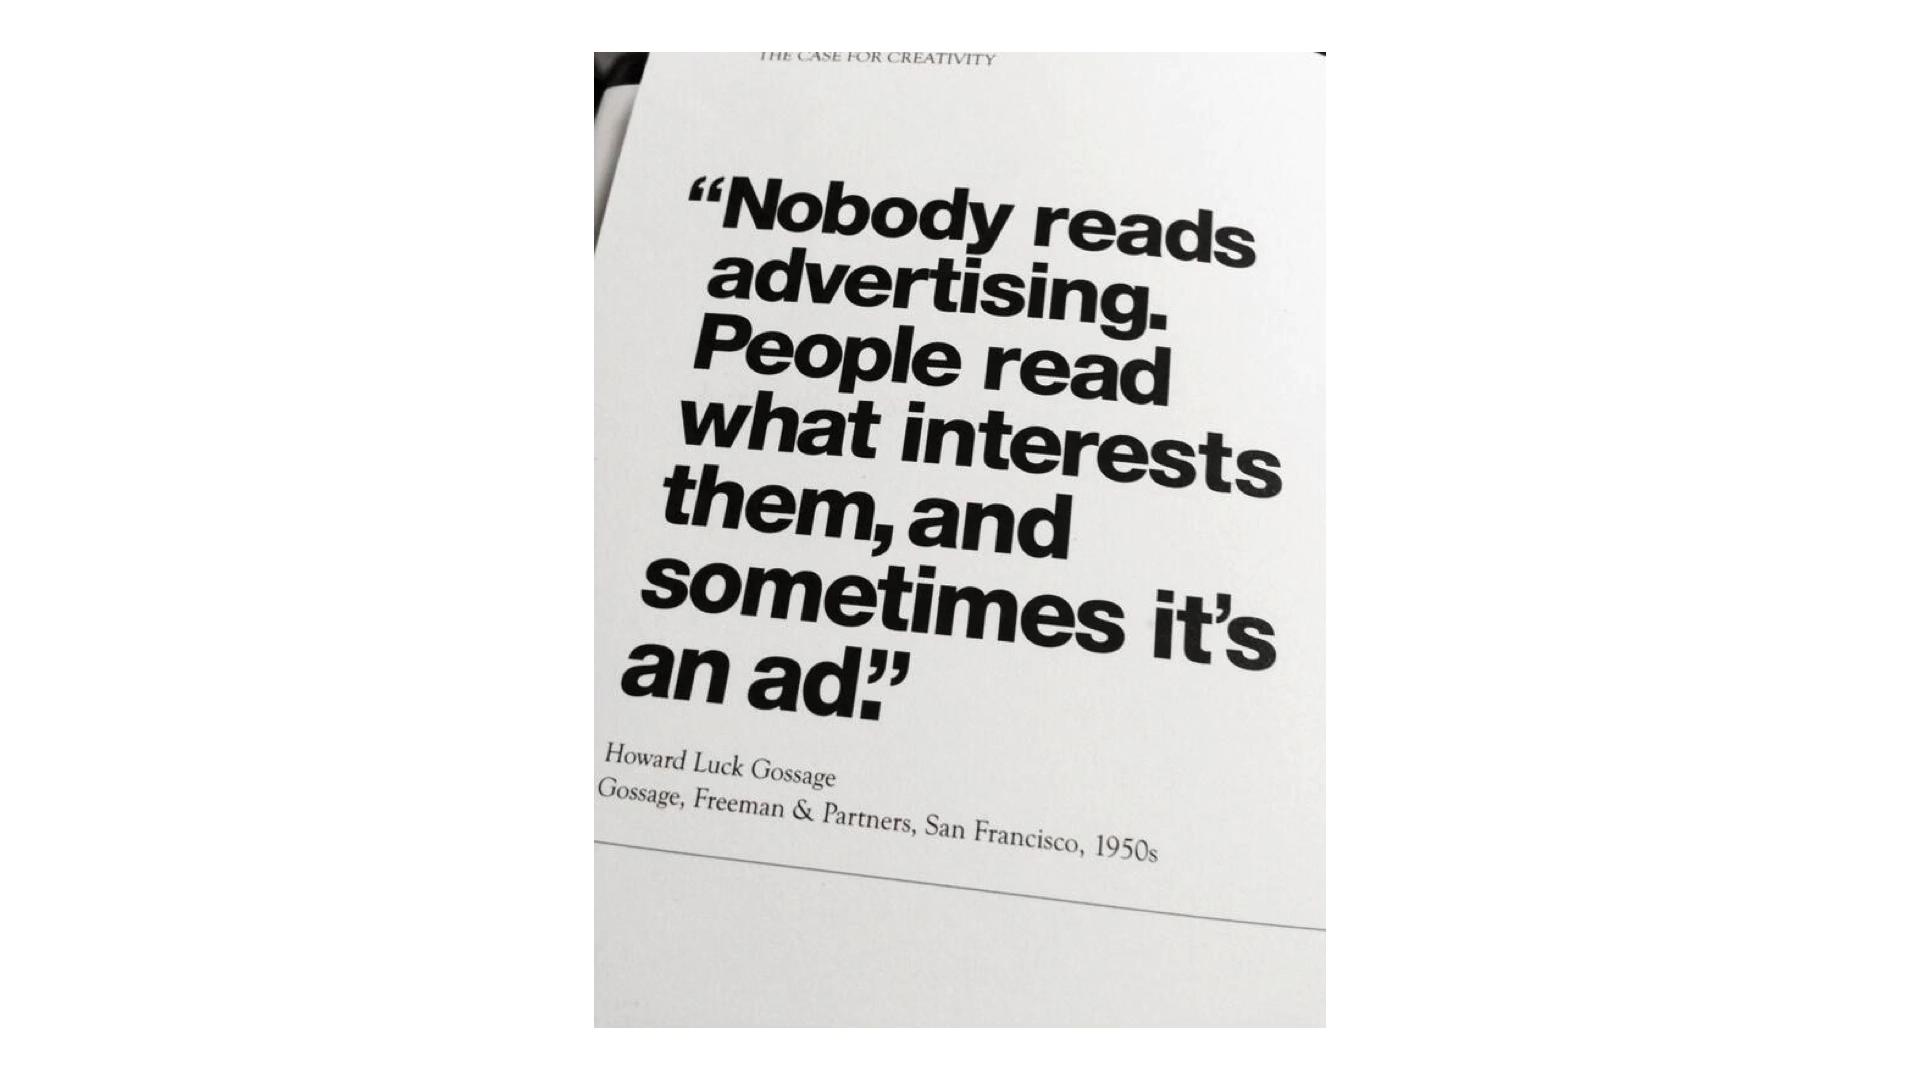 THE CASE FOR CREATIVITY
“Nobody reads
advertising.
People read
what interests
them, and
sometimes it’s
an ad.”
Howard Luck Gossage
Gossage, Freeman & Partners, San Francisco, 1950s